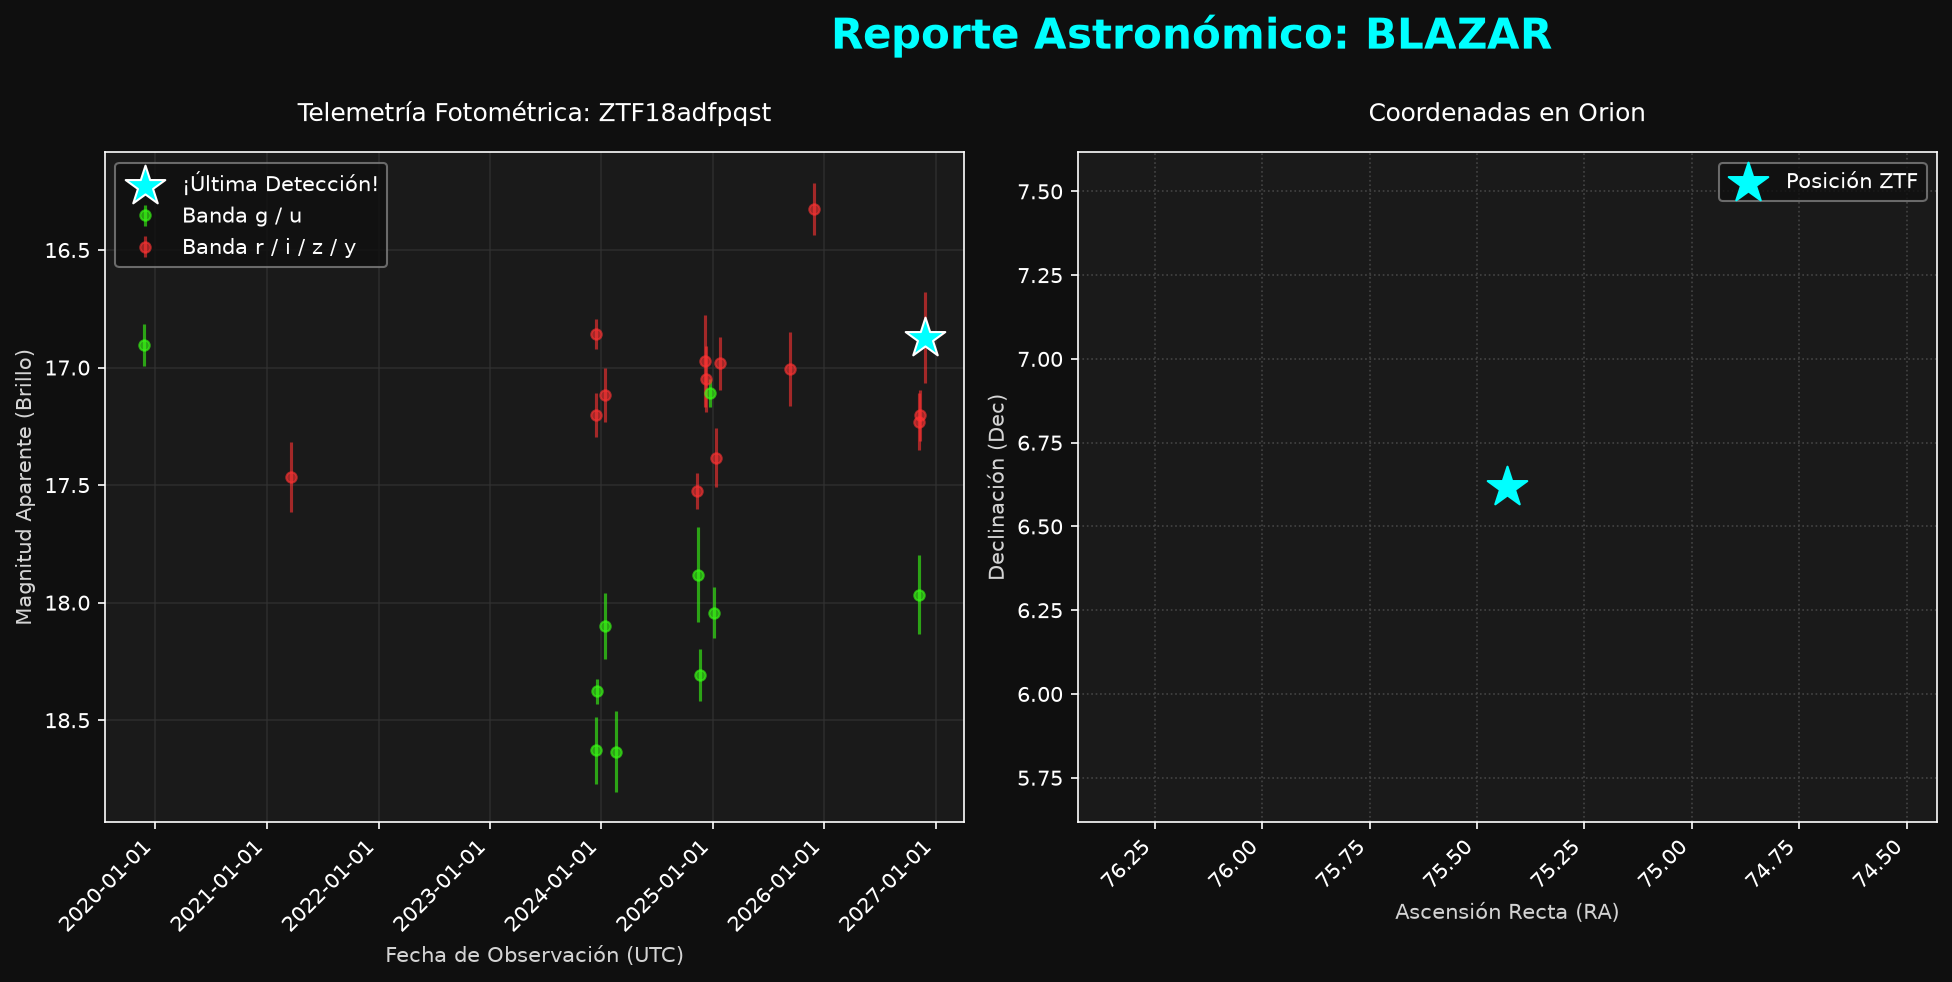 Reporte Astronómico: BLAZAR
Telemetría Fotométrica: ZTF18adfpqst
¡Última Detección!
Banda g / u
Banda r / i / z / y
Magnitud Aparente (Brillo)
16.5
17.0
17.5
18.0
18.5
2020-01-01
2021-01-01
2022-01-01
2023-01-01
2024-01-01
2025-01-01
2026-01-01
2027-01-01
Fecha de Observación (UTC)
Coordenadas en Orion
Posición ZTF
Declinación (Dec)
7.50
7.25
7.00
6.75
6.50
6.25
6.00
5.75
76.25
76.00
75.75
75.50
75.25
75.00
74.75
74.50
Ascensión Recta (RA)